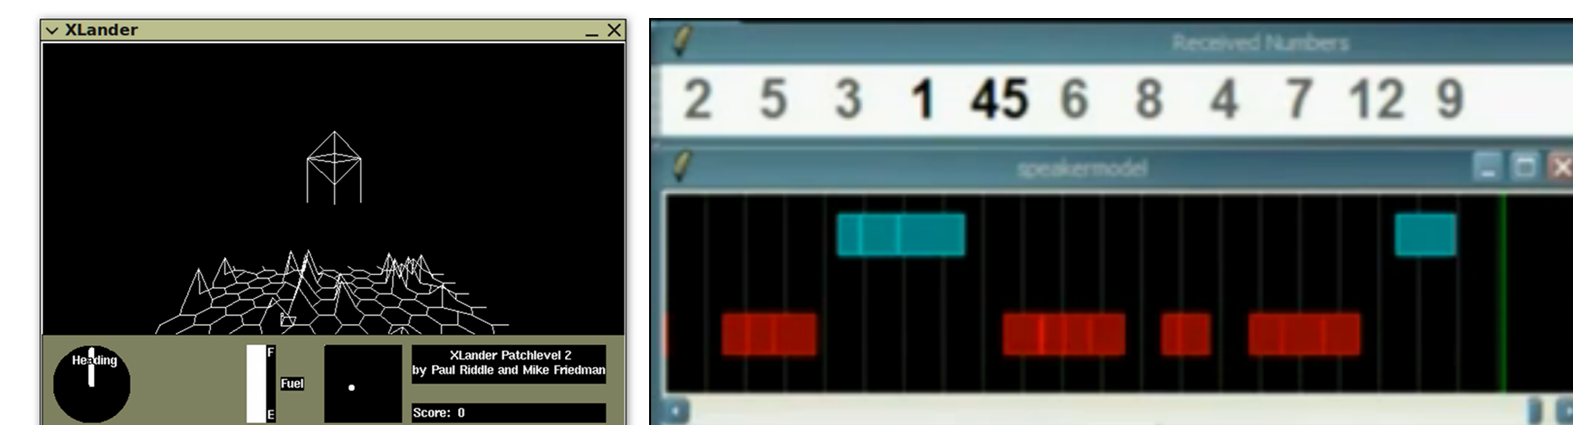 XLander
Heading
F
Fuel
E
XLander Patchlevel 2
by Paul Riddle and Mike Friedman
Score: 0
Received Numbers
2 5 3 1 45 6 8 4 7 12 9
speakermodel